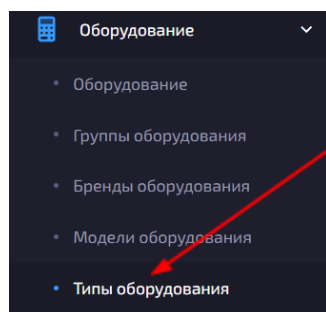 Оборудование
Оборудование
Группы оборудования
Бренды оборудования
Модели оборудования
Типы оборудования